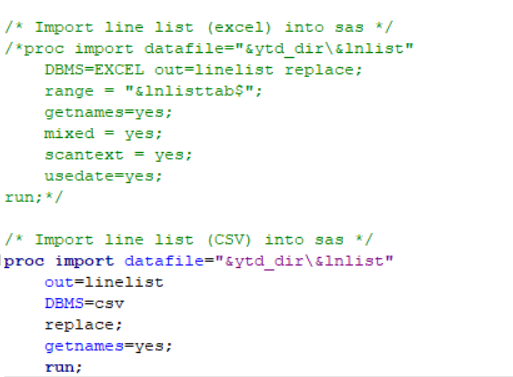 /* Import line list (excel) into sas */
/*proc import datafile="&ytd_dir\&lnlist"
DBMS=EXCEL out=linelist replace;
range = "&lnlisttab$";
getnames=yes;
mixed = yes;
scantext = yes;
usedate=yes;
run;*/
/* Import line list (CSV) into sas */
proc import datafile="&ytd_dir\&lnlist"
out=linelist
DBMS=csv
replace;
getnames=yes;
run;